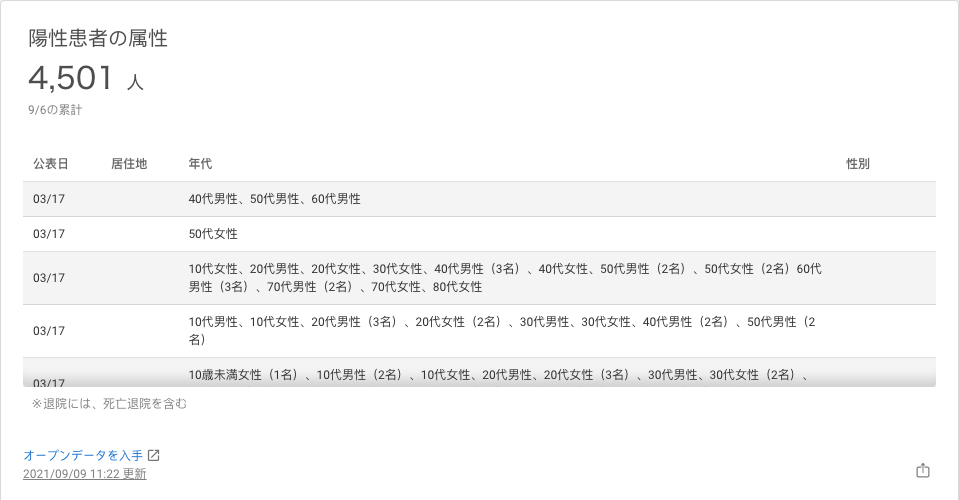 陽性患者の属性
4,501 人
9/6の累計
公表日 居住地 年代 性別
03/17 40代男性、50代男性、60代男性
03/17 50代女性
03/17 10代女性、20代男性、20代女性、30代女性、40代男性（3名）、40代女性、50代男性（2名）、50代女性（2名）60代
男性（3名）、70代男性（2名）、70代女性、80代女性
03/17 10代男性、10代女性、20代男性（3名）、20代女性（2名）、30代男性、30代女性、40代男性（2名）、50代男性（2
名）
03/17 10歳未満女性（1名）、10代男性（2名）、10代女性、20代男性、20代女性（3名）、30代男性、30代女性（2名）、
※退院には、死亡退院を含む
オープンデータを入手
2021/09/09 11:22 更新